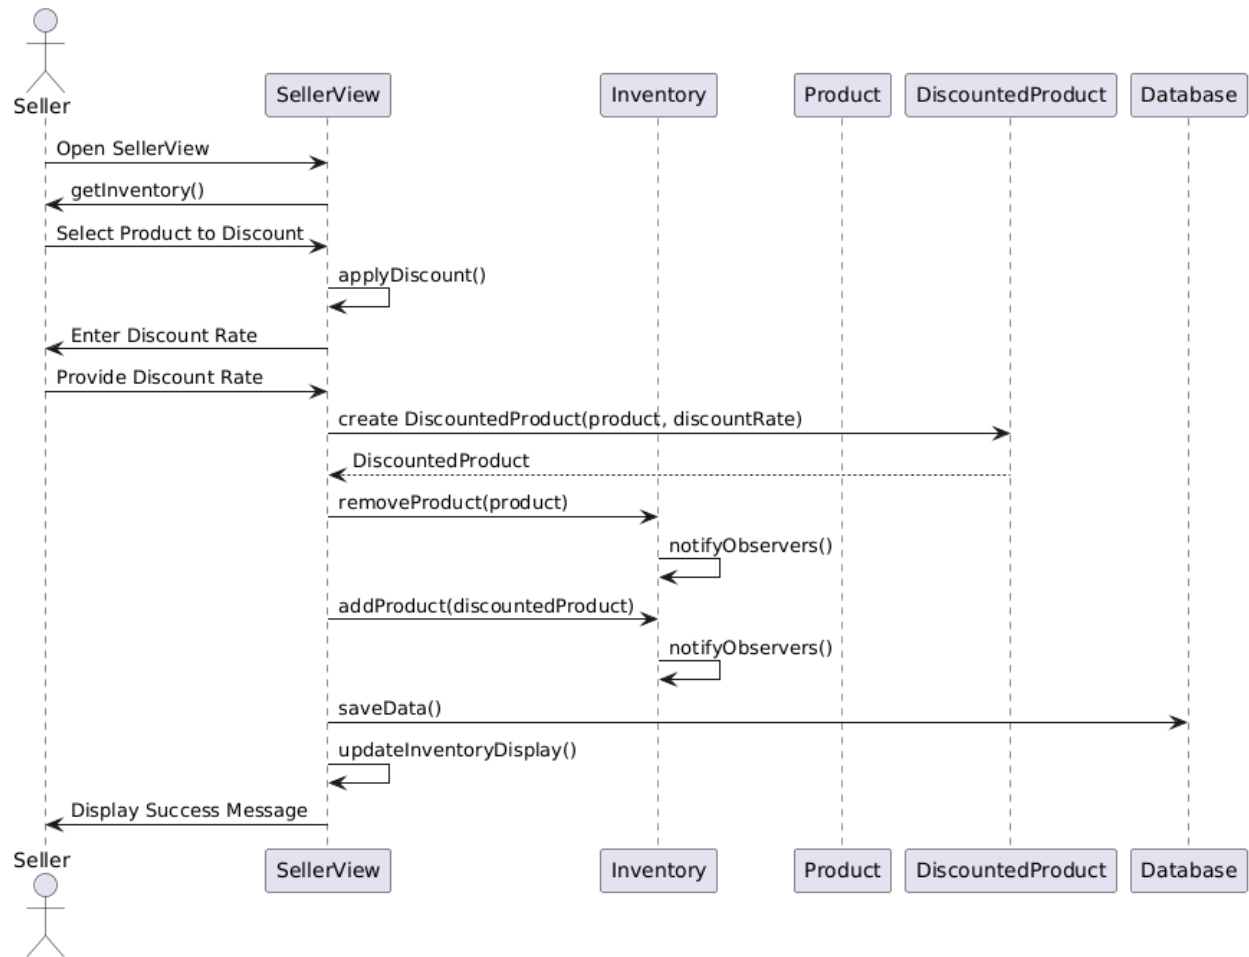 Seller
SellerView
Inventory
Product
DiscountedProduct
Database
Open SellerView
getInventory()
Select Product to Discount
applyDiscount()
Enter Discount Rate
Provide Discount Rate
create DiscountedProduct(product, discountRate)
DiscountedProduct
removeProduct(product)
notifyObservers()
addProduct(discountedProduct)
notifyObservers()
saveData()
updateInventoryDisplay()
Display Success Message
Seller
SellerView
Inventory
Product
DiscountedProduct
Database